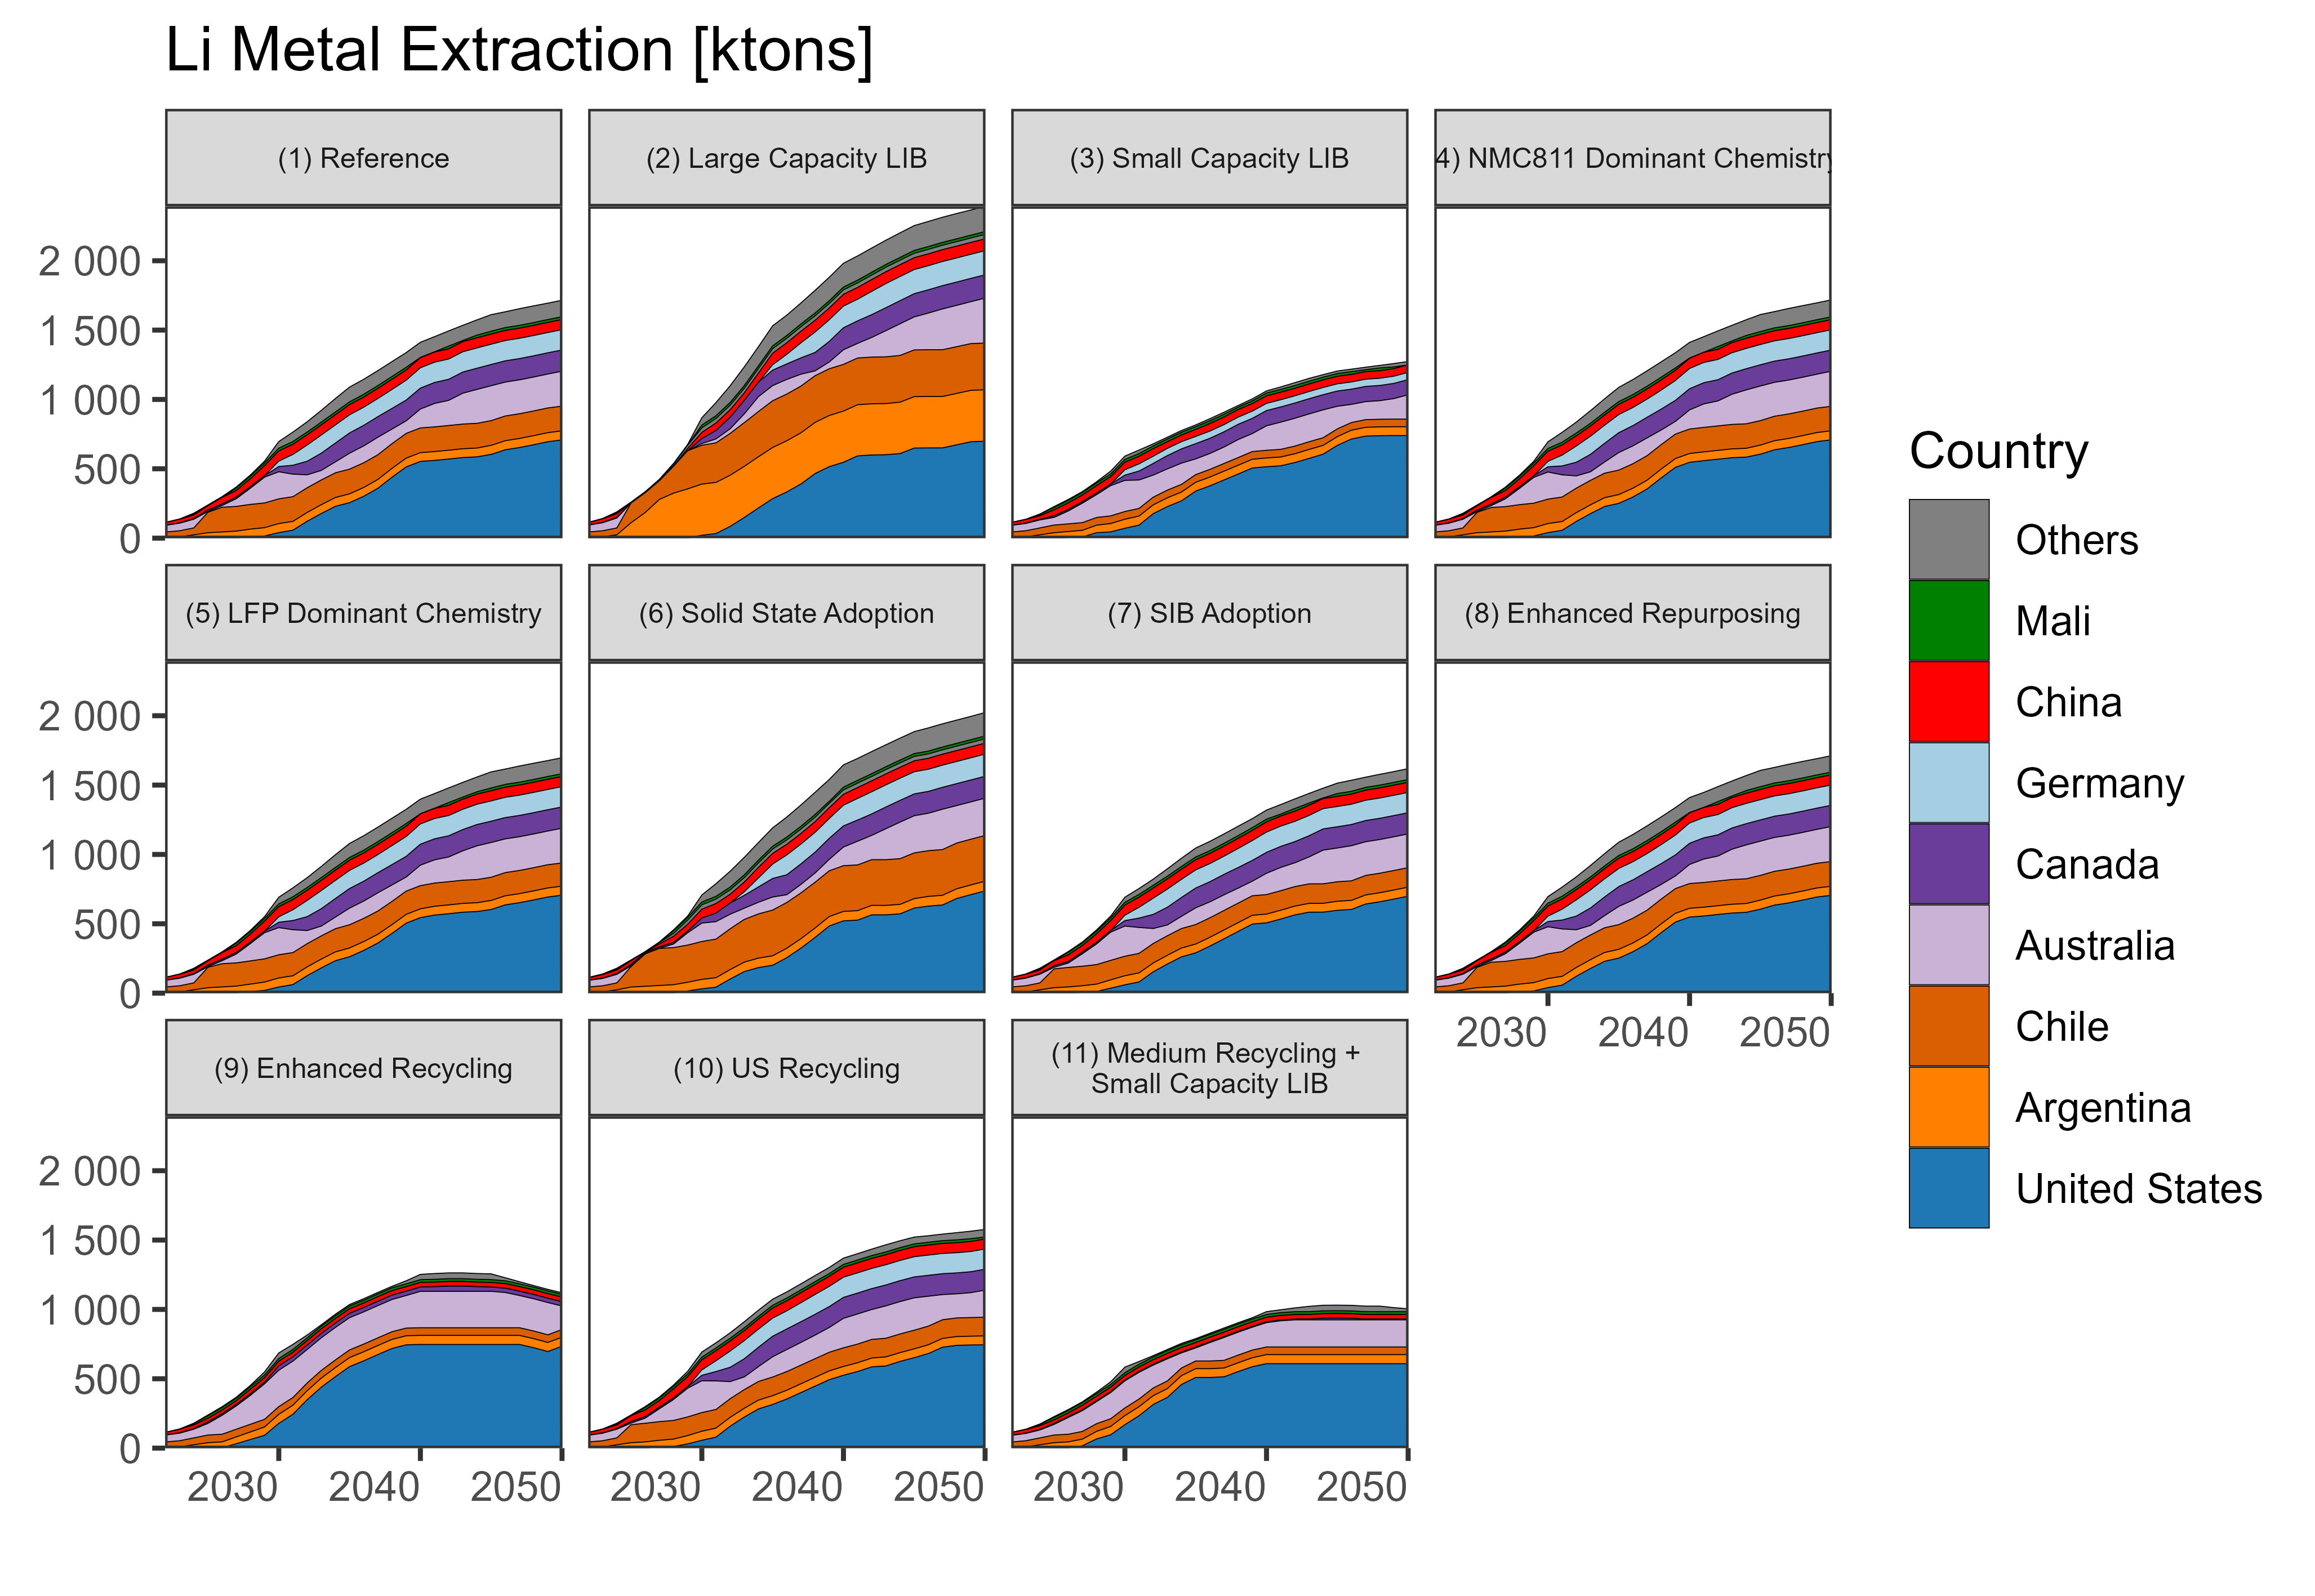 Li Metal Extraction [ktons]
(1) Reference
(2) Large Capacity LIB
(3) Small Capacity LIB
4) NMC811 Dominant Chemistry
2 000
1 500
1 000
500
0
(5) LFP Dominant Chemistry
(6) Solid State Adoption
(7) SIB Adoption
(8) Enhanced Repurposing
2 000
1 500
1 000
500
0
2030 2040 2050
(9) Enhanced Recycling
(10) US Recycling
(11) Medium Recycling +
Small Capacity LIB
2 000
1 500
1 000
500
0
2030 2040 2050
2030 2040 2050
2030 2040 2050
Country
Others
Mali
China
Germany
Canada
Australia
Chile
Argentina
United States